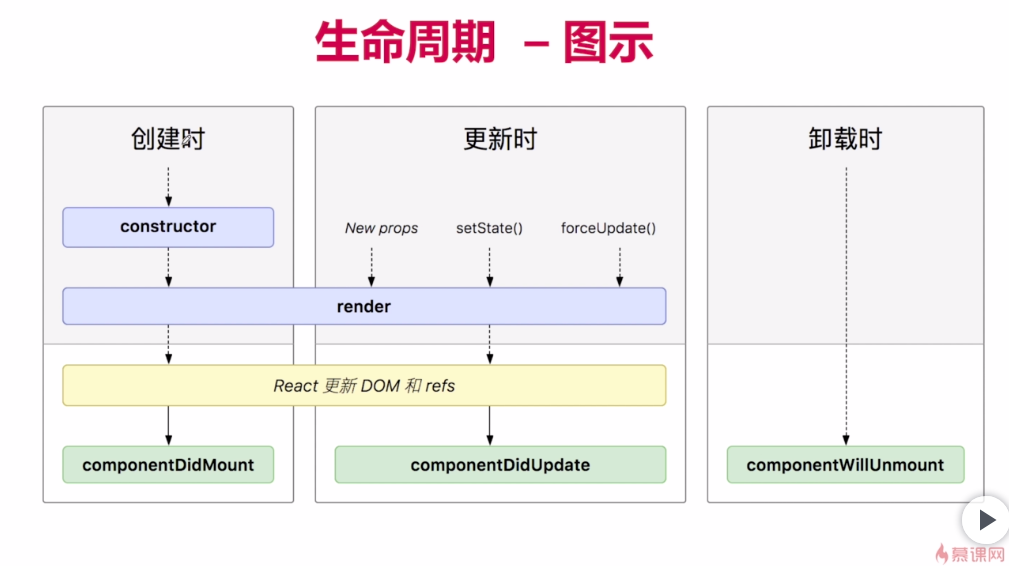 生命周期 – 图示
创建时
更新时
卸载时
constructor
New props
setState()
forceUpdate()
render
React 更新 DOM 和 refs
componentDidMount
componentDidUpdate
componentWillUnmount
慕课网